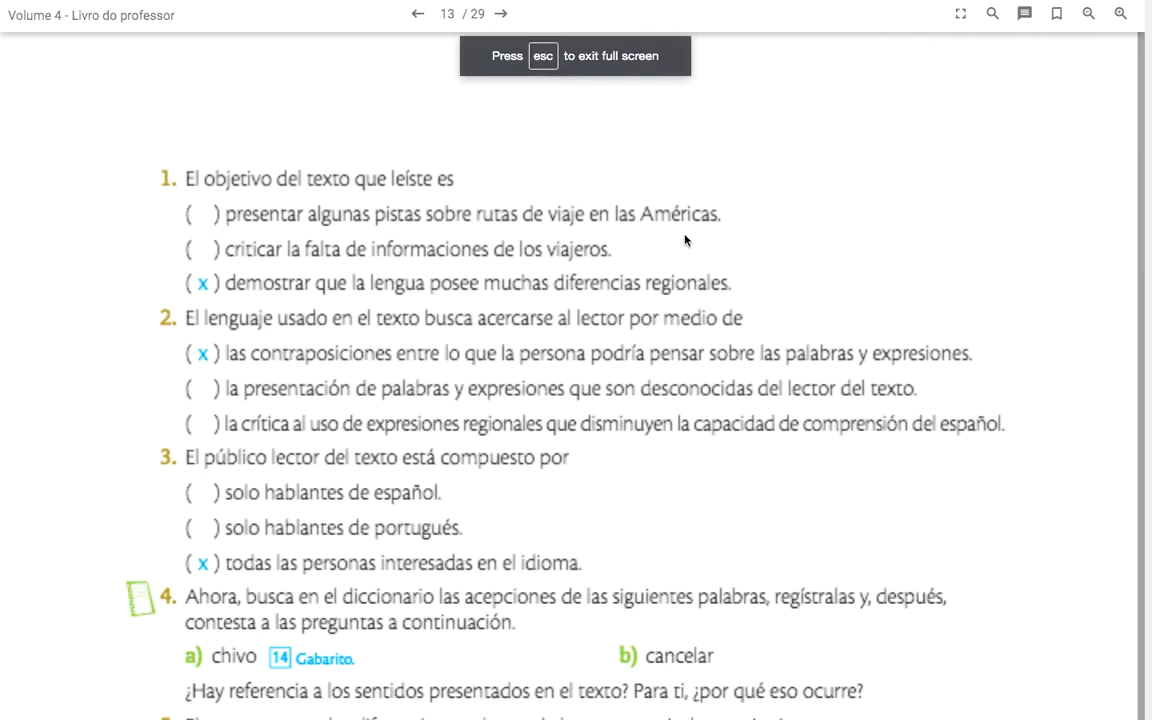 Volume 4 - Livro do professor
← 13 / 29 →
Press esc to exit full screen
1. El objetivo del texto que leíste es
( ) presentar algunas pistas sobre rutas de viaje en las Américas.
( ) criticar la falta de informaciones de los viajeros.
( x ) demostrar que la lengua posee muchas diferencias regionales.
2. El lenguaje usado en el texto busca acercarse al lector por medio de
( x ) las contraposiciones entre lo que la persona podría pensar sobre las palabras y expresiones.
( ) la presentación de palabras y expresiones que son desconocidas del lector del texto.
( ) la crítica al uso de expresiones regionales que disminuyen la capacidad de comprensión del español.
3. El público lector del texto está compuesto por
( ) solo hablantes de español.
( ) solo hablantes de portugués.
( x ) todas las personas interesadas en el idioma.
4. Ahora, busca en el diccionario las acepciones de las siguientes palabras, regístralas y, después,
contesta a las preguntas a continuación.
a) chivo 14 Gabarito. b) cancelar
¿Hay referencia a los sentidos presentados en el texto? Para ti, ¿por qué eso ocurre?